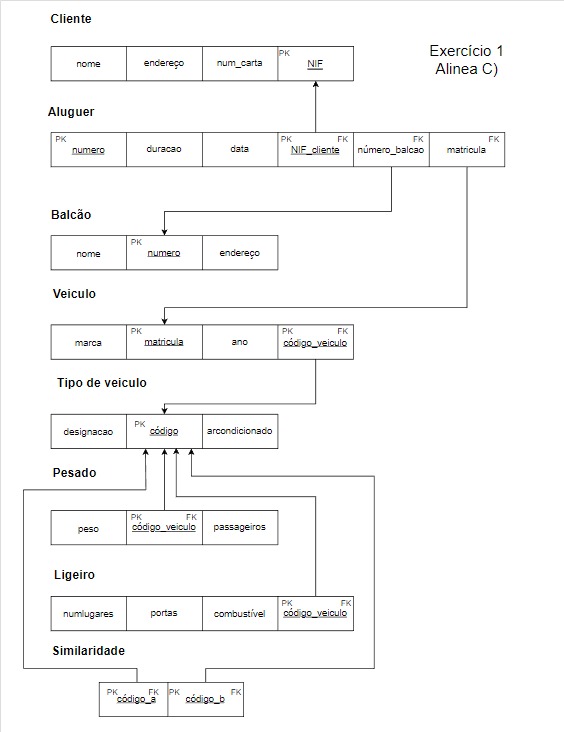 Cliente
Exercício 1
Alinea C)
nome endereço num_carta PK NIF
Aluguer
PK numero duracao data PK FK NIF_cliente FK número_balcao FK matricula
Balcão
nome PK numero endereço
Veiculo
marca PK matricula ano PK FK código_veiculo
Tipo de veiculo
designacao PK código arcondicionado
Pesado
peso PK FK código_veiculo passageiros
Ligeiro
numlugares portas combustível PK FK código_veiculo
Similaridade
PK FK código_a PK FK código_b